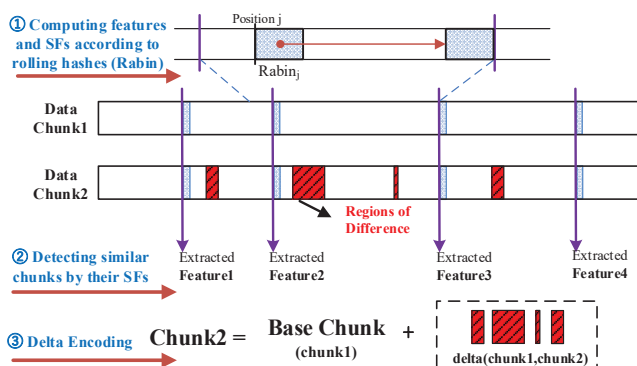 ① Computing features
and SFs according to
rolling hashes (Rabin)
Position j
Rabinj
Data
Chunk1
Data
Chunk2
Regions of
Difference
② Detecting similar
chunks by their SFs
Extracted
Feature1
Extracted
Feature2
Extracted
Feature3
Extracted
Feature4
③ Delta Encoding
Chunk2 = Base Chunk +
(chunk1)
delta(chunk1,chunk2)